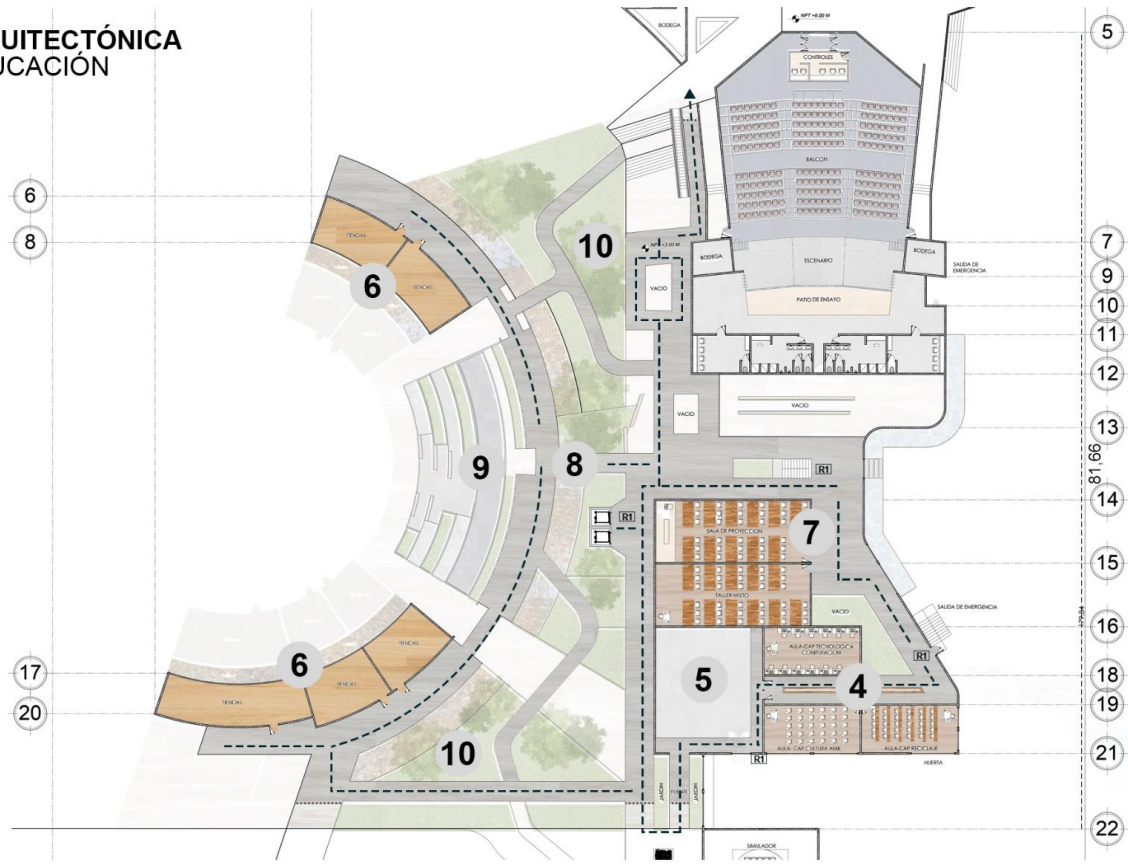 UITECTÓNICA
UCACIÓN
BODEGA
NPT +6.00 M
5
CONTROLES
BALCON
6
8
TIENDAS
TIENDAS
6
10
NPT +3.00 M
VACIO
BODEGA
ESCENARIO
BODEGA
SALIDA DE
EMERGENCIA
PATIO DE ENSAYO
7
9
10
11
12
VACIO
VACIO
13
81,66
9
8
R1
R1
14
SALA DE PROYECCION
7
15
TALLER MIXTO
VACIO
SALIDA DE EMERGENCIA
16
AULA-CAP TECNOLOGICA
COMPUTACION
R1
TIENDAS
6
TIENDAS
TIENDAS
17
20
5
4
18
19
10
AULA- CAP CULTURA AMB
AULA-CAP RECICLAJE
R1
HUERTA
21
JARDIN
JARDIN
22
SIMULADOR